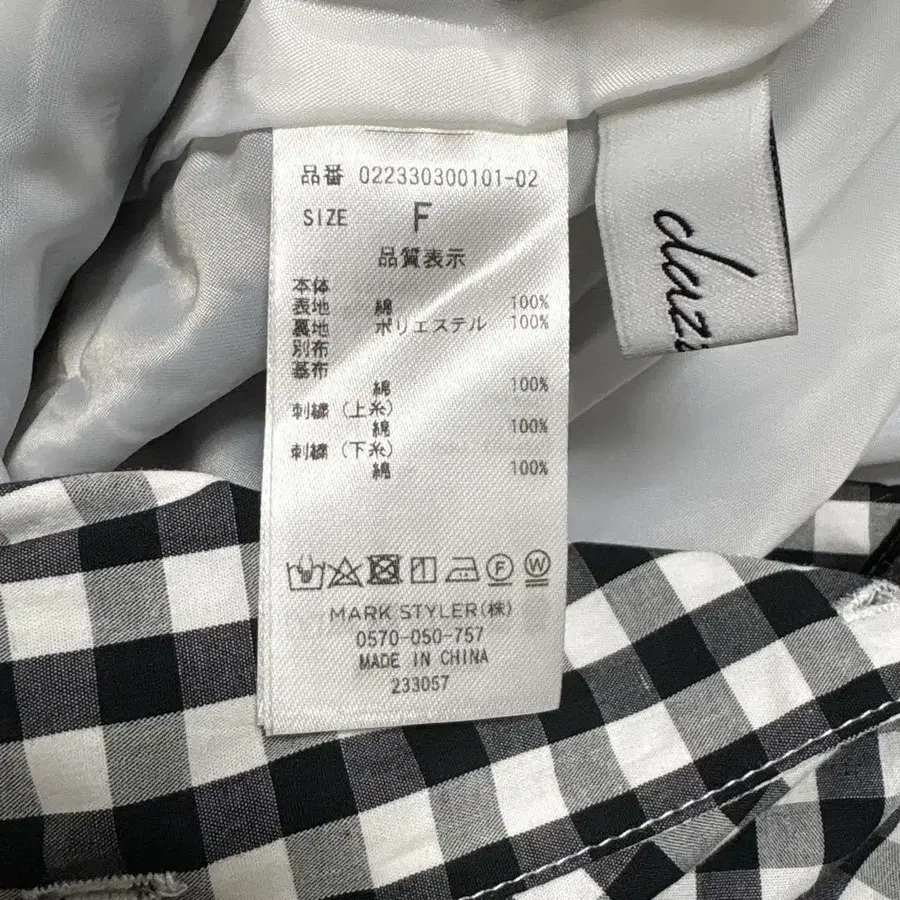 品番 022330300101-02
SIZE F
品質表示
本体
表地 綿 100%
裏地 ポリエステル 100%
別布
基布
綿 100%
刺繍（上糸）
綿 100%
刺繍（下糸）
綿 100%
F W
MARK STYLER(株)
0570-050-757
MADE IN CHINA
233057